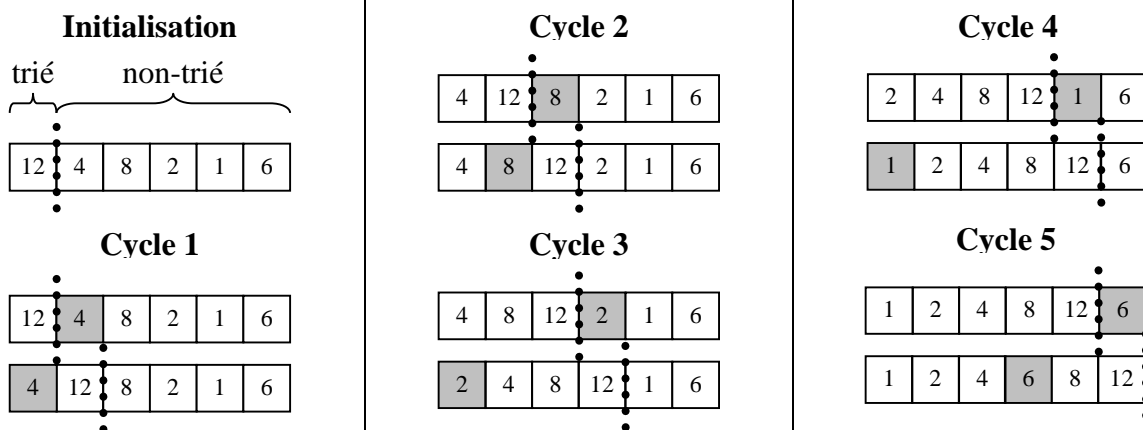 Initialisation
trié non-trié
12 4 8 2 1 6
Cycle 1
12 4 8 2 1 6
4 12 8 2 1 6
Cycle 2
4 12 8 2 1 6
4 8 12 2 1 6
Cycle 3
4 8 12 2 1 6
2 4 8 12 1 6
Cycle 4
2 4 8 12 1 6
1 2 4 8 12 6
Cycle 5
1 2 4 8 12 6
1 2 4 6 8 12